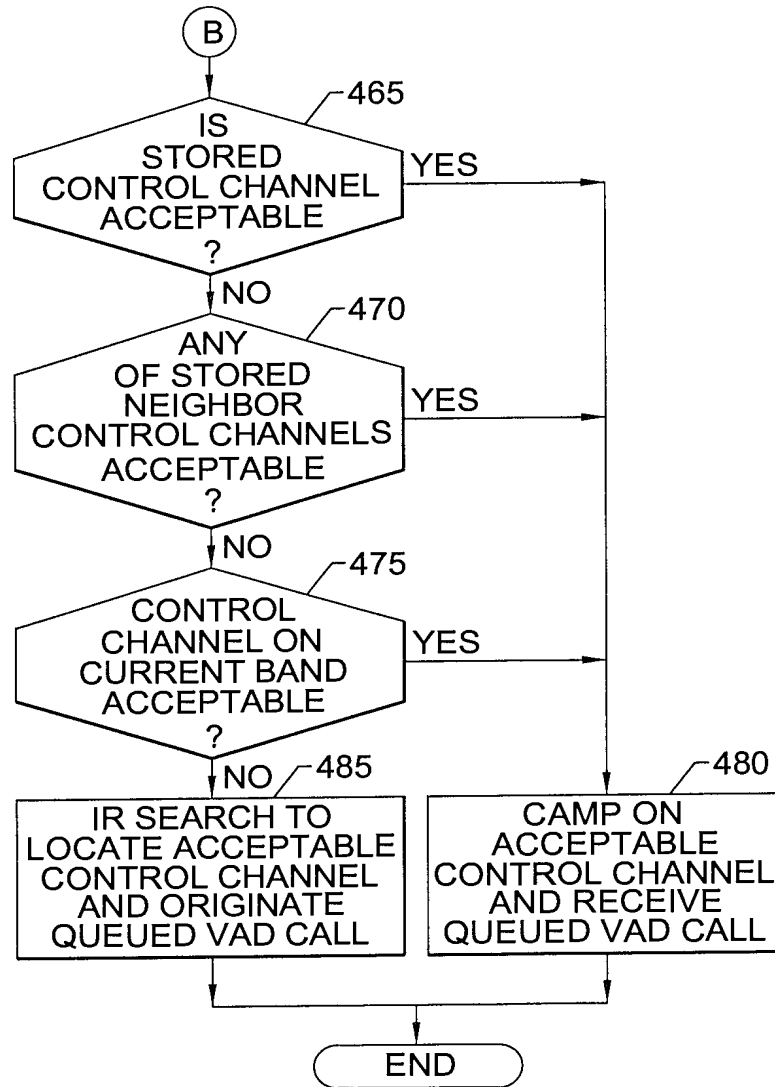 B
465
IS
STORED
CONTROL CHANNEL
ACCEPTABLE
?
YES
NO
470
ANY
OF STORED
NEIGHBOR
CONTROL CHANNELS
ACCEPTABLE
?
YES
NO
475
CONTROL
CHANNEL ON
CURRENT BAND
ACCEPTABLE
?
YES
NO
485
IR SEARCH TO
LOCATE ACCEPTABLE
CONTROL CHANNEL
AND ORIGINATE
QUEUED VAD CALL
480
CAMP ON
ACCEPTABLE
CONTROL CHANNEL
AND RECEIVE
QUEUED VAD CALL
END